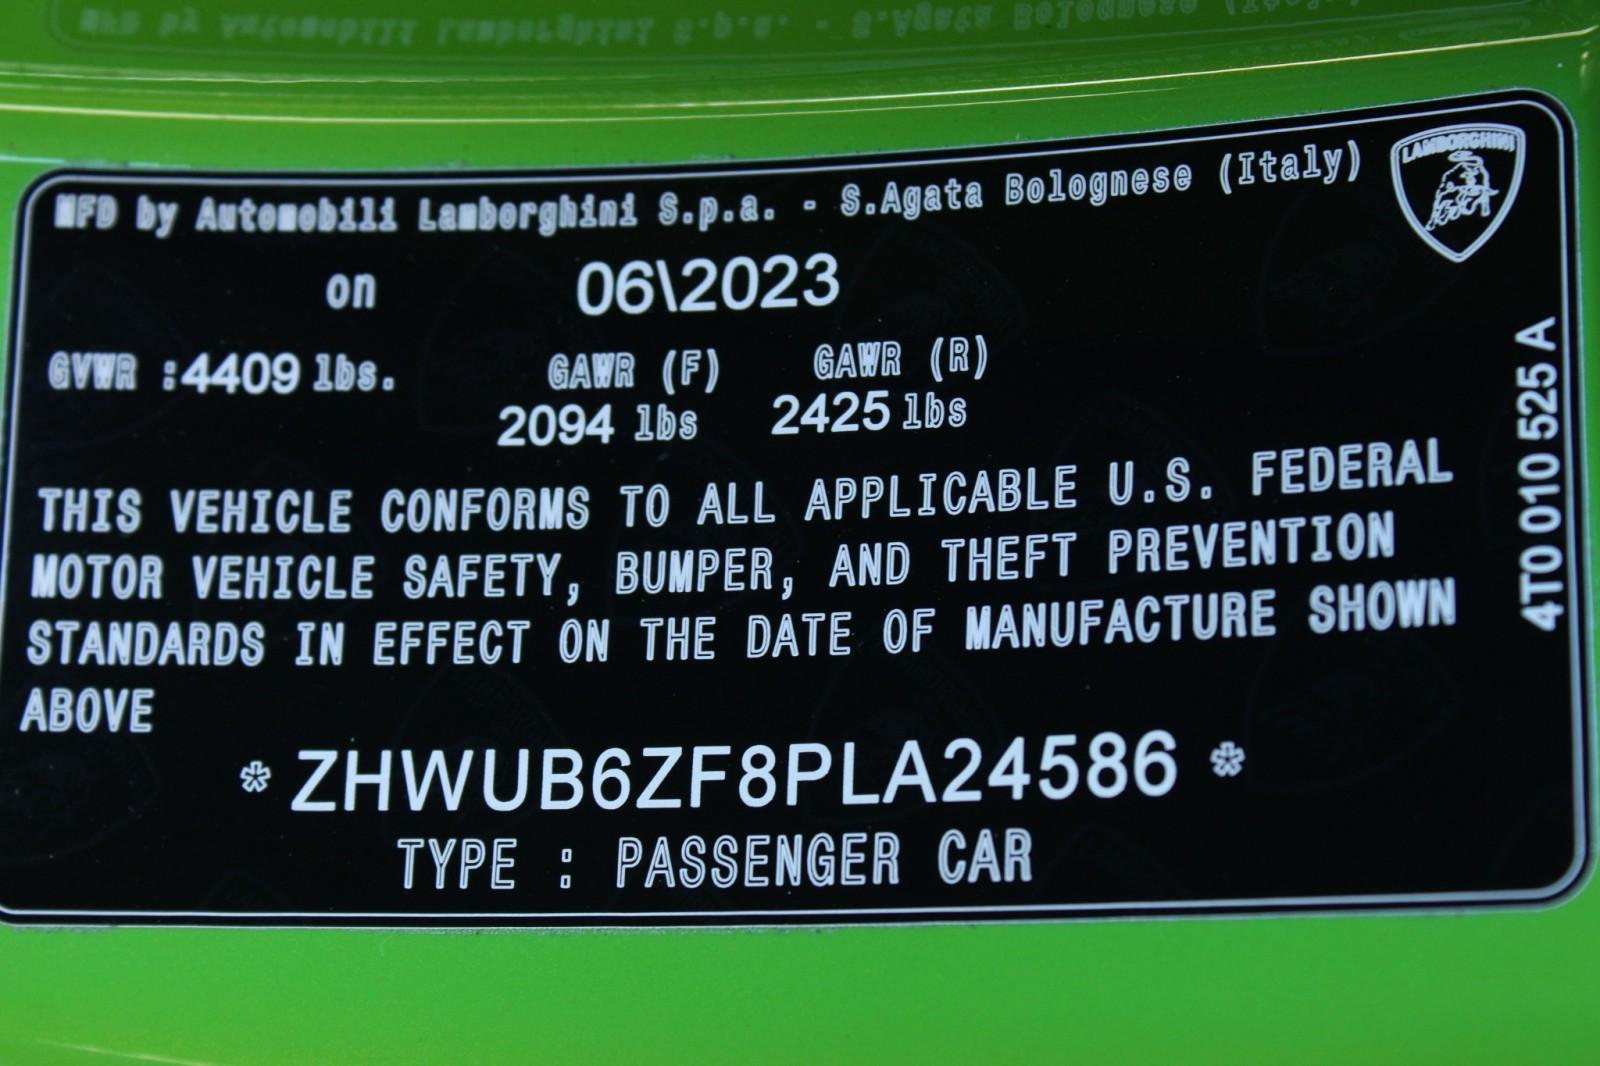 MFD by Automobili Lamborghini S.p.a. - S.Agata Bolognese (Italy)
LAMBORGHINI
on 06\2023
GVWR :4409 lbs. GAWR (F) GAWR (R)
2094 lbs 2425 lbs
THIS VEHICLE CONFORMS TO ALL APPLICABLE U.S. FEDERAL
MOTOR VEHICLE SAFETY, BUMPER, AND THEFT PREVENTION
STANDARDS IN EFFECT ON THE DATE OF MANUFACTURE SHOWN
ABOVE
* ZHWUB6ZF8PLA24586 *
TYPE : PASSENGER CAR
4T0 010 525 A